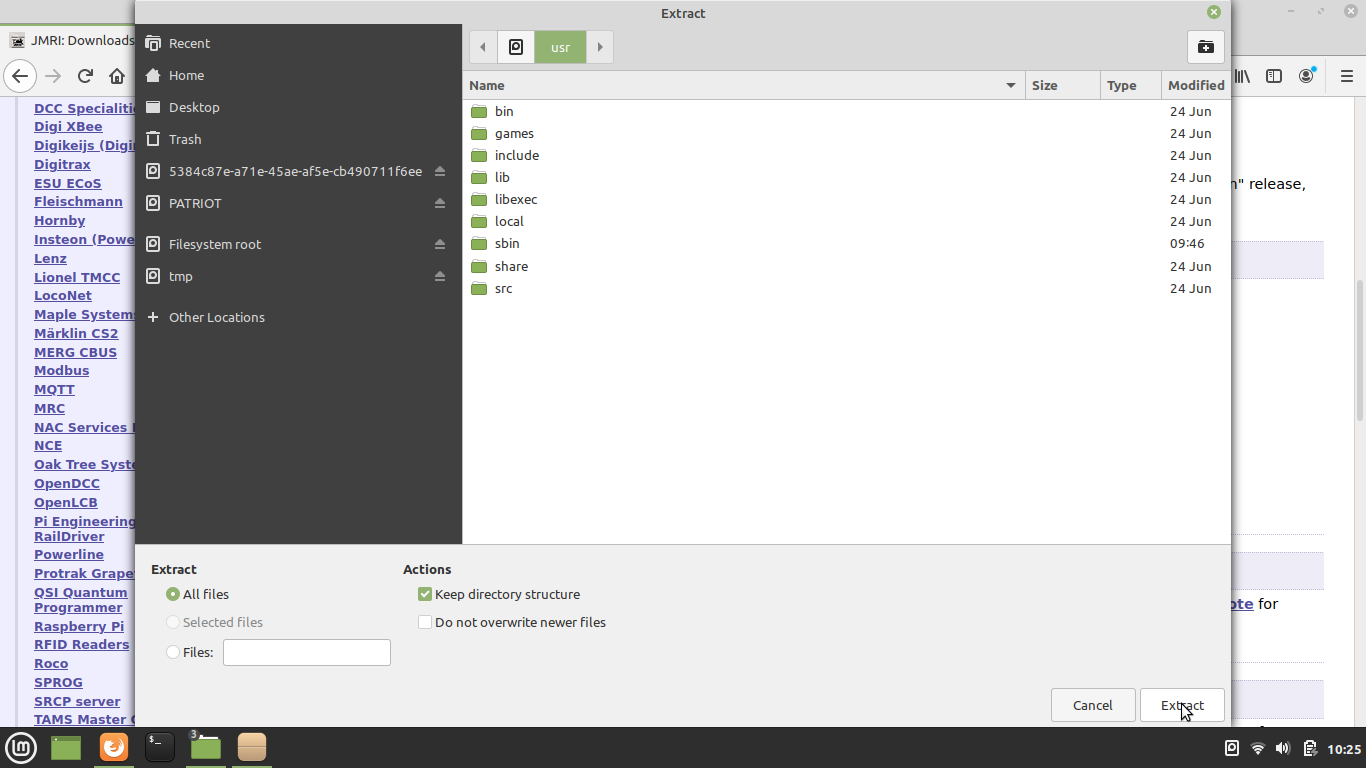 Extract
JMRI: Downloads
Recent
Home
Desktop
Trash
5384c87e-a71e-45ae-af5e-cb490711f6ee
PATRIOT
Filesystem root
tmp
Other Locations
usr
Name Size Type Modified
bin 24 Jun
games 24 Jun
include 24 Jun
lib 24 Jun
libexec 24 Jun
local 24 Jun
sbin 09:46
share 24 Jun
src 24 Jun
Extract
All files
Selected files
Files:
Actions
Keep directory structure
Do not overwrite newer files
Cancel
Extract
DCC Specialitie
Digi XBee
Digikeijs (Digi
Digitrax
ESU ECoS
Fleischmann
Hornby
Insteon (Powe
Lenz
Lionel TMCC
LocoNet
Maple Systems
Märklin CS2
MERG CBUS
Modbus
MQTT
MRC
NAC Services
NCE
Oak Tree Syste
OpenDCC
OpenLCB
Pi Engineering
RailDriver
Powerline
Protrak Grape
QSI Quantum
Programmer
Raspberry Pi
RFID Readers
Roco
SPROG
SRCP server
TAMS Master C
n" release,
ote for
3
10:25